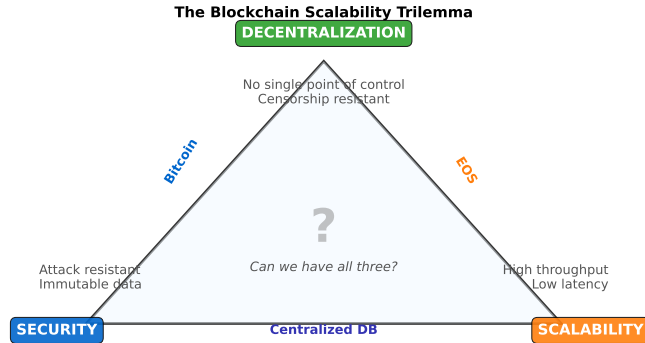 The Blockchain Scalability Trilemma
DECENTRALIZATION
No single point of control
Censorship resistant
Bitcoin
EOS
?
Can we have all three?
Attack resistant
Immutable data
High throughput
Low latency
SECURITY
Centralized DB
SCALABILITY